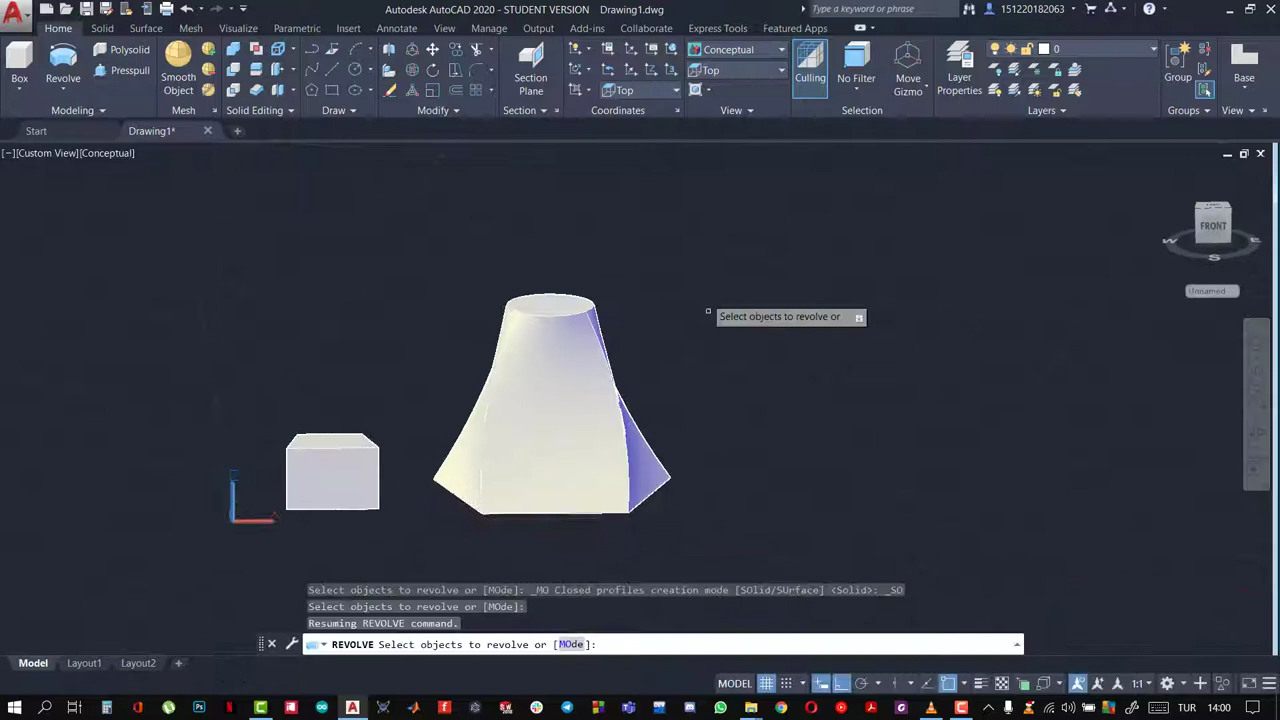 Autodesk AutoCAD 2020 - STUDENT VERSION Drawing1.dwg
Type a keyword or phrase
151220182063
Home Solid Surface Mesh Visualize Parametric Insert Annotate View Manage Output Add-ins Collaborate Express Tools Featured Apps
Polysolid
Conceptual
0
Box Revolve Presspull Smooth Object Section Plane Top Culling No Filter Move Gizmo Layer Properties Group Base
Top
Modeling Mesh Solid Editing Draw Modify Section Coordinates View Selection Layers Groups View
Start Drawing1*
[−][Custom View][Conceptual]
FRONT
W E
S
Unnamed
Select objects to revolve or
Select objects to revolve or [MOde]: _MO Closed profiles creation mode [SOlid/SUrface] <Solid>: _SO
Select objects to revolve or [MOde]:
Resuming REVOLVE command.
REVOLVE Select objects to revolve or [MOde]:
Model Layout1 Layout2
MODEL 1:1
TUR 14:00